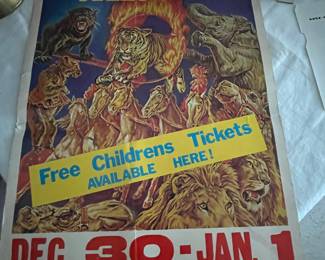 Free Childrens Tickets
AVAILABLE HERE!
DEC. 30-JAN. 1